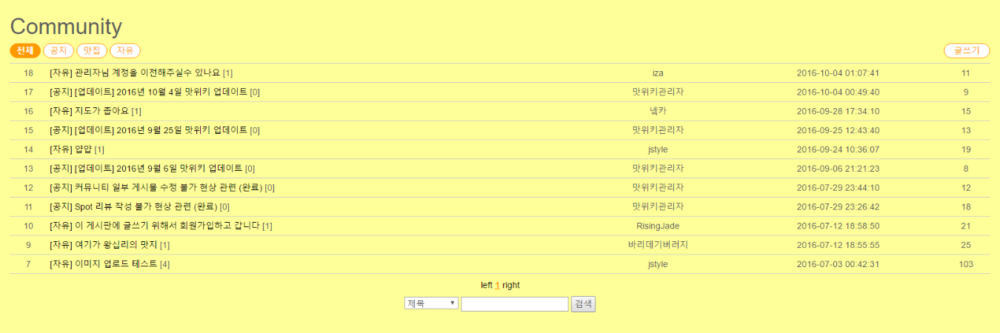 Community
전체 공지 맛집 자유 글쓰기
18 [자유] 관리자님 계정을 이전해주실수 있나요 [1] iza 2016-10-04 01:07:41 11
17 [공지] [업데이트] 2016년 10월 4일 맛위키 업데이트 [0] 맛위키관리자 2016-10-04 00:49:40 9
16 [자유] 지도가 좁아요 [1] 넼카 2016-09-28 17:34:10 15
15 [공지] [업데이트] 2016년 9월 25일 맛위키 업데이트 [0] 맛위키관리자 2016-09-25 12:43:40 13
14 [자유] 얍얍 [1] jstyle 2016-09-24 10:36:07 19
13 [공지] [업데이트] 2016년 9월 6일 맛위키 업데이트 [0] 맛위키관리자 2016-09-06 21:21:23 8
12 [공지] 커뮤니티 일부 게시물 수정 불가 현상 관련 (완료) [0] 맛위키관리자 2016-07-29 23:44:10 12
11 [공지] Spot 리뷰 작성 불가 현상 관련 (완료) [0] 맛위키관리자 2016-07-29 23:26:42 18
10 [자유] 이 게시판에 글쓰기 위해서 회원가입하고 갑니다 [1] RisingJade 2016-07-12 18:58:50 21
9 [자유] 여기가 왕십리의 맛지 [1] 바리데기버러지 2016-07-12 18:55:55 25
7 [자유] 이미지 업로드 테스트 [4] jstyle 2016-07-03 00:42:31 103
left 1 right
제목 검색